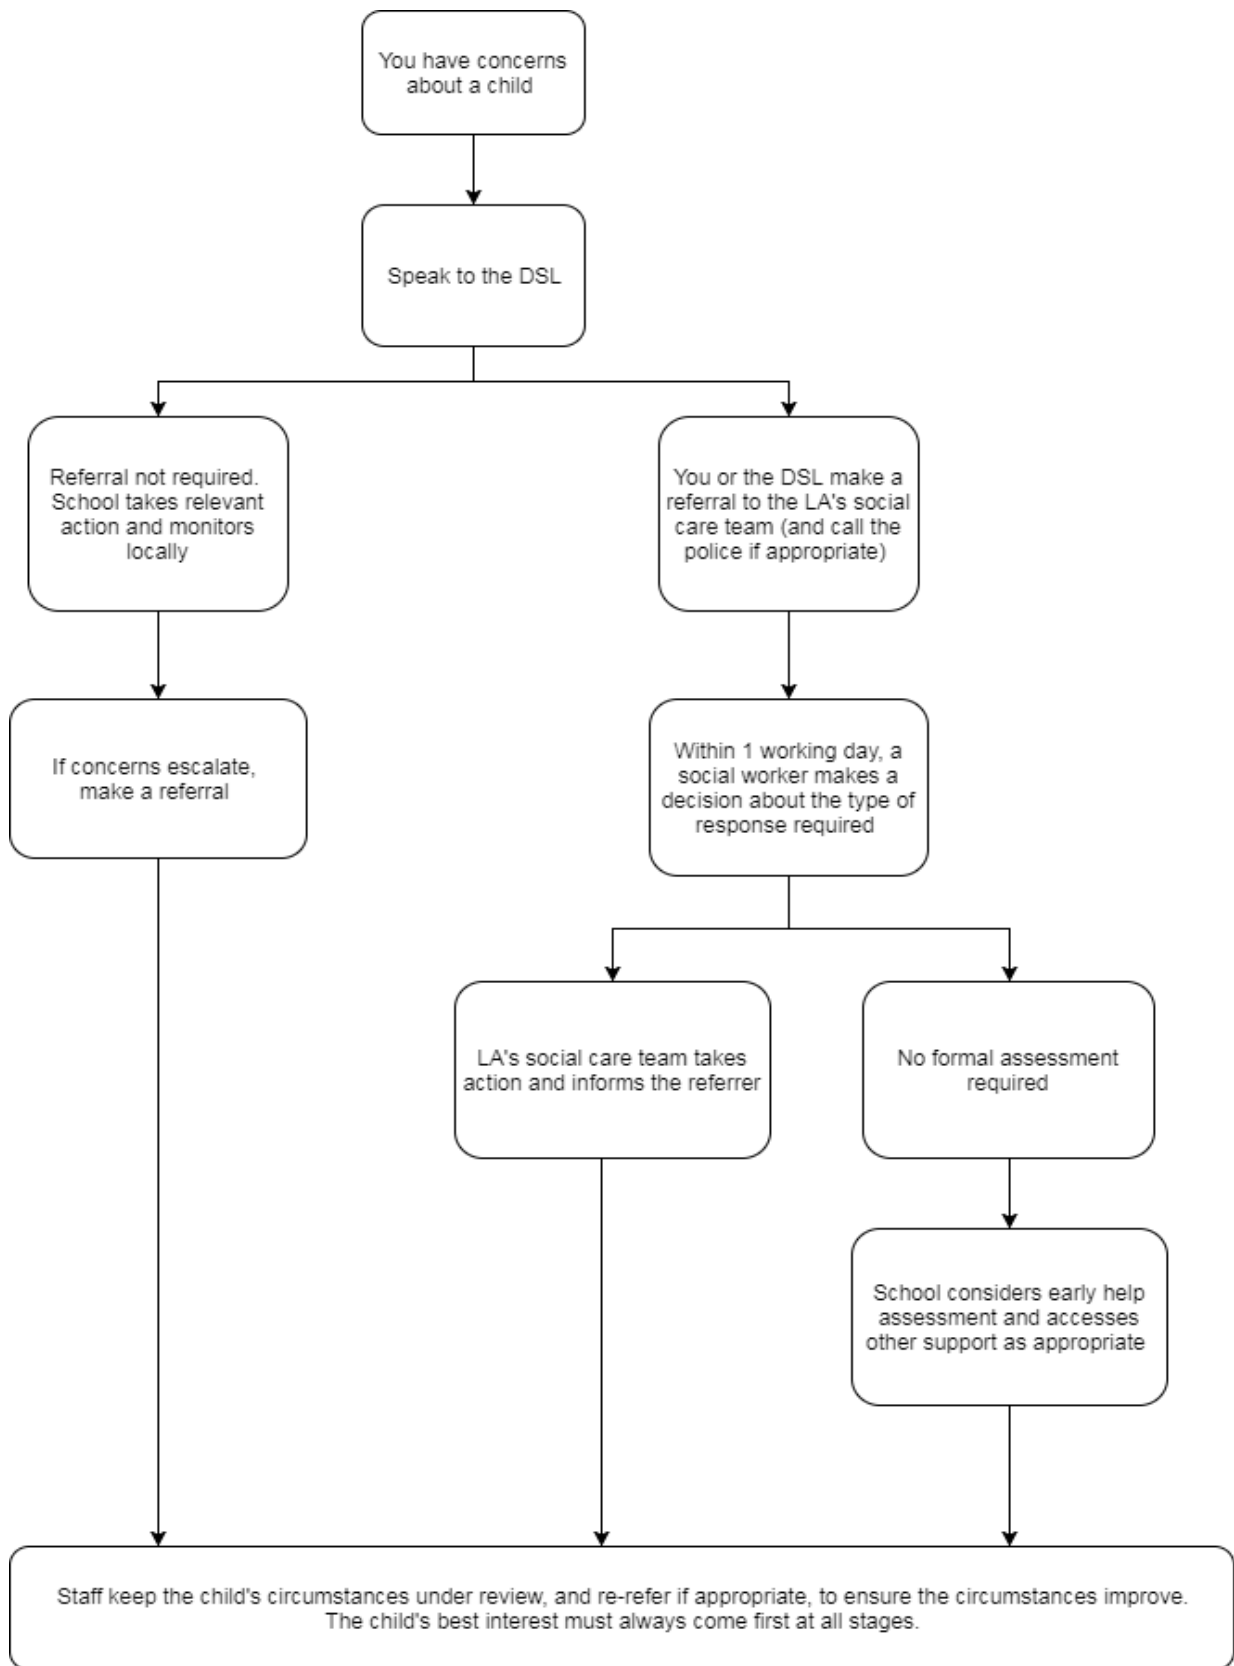 You have concerns
about a child
Speak to the DSL
Referral not required.
School takes relevant
action and monitors
locally
You or the DSL make a
referral to the LA's social
care team (and call the
police if appropriate)
If concerns escalate,
make a referral
Within 1 working day, a
social worker makes a
decision about the type of
response required
LA's social care team takes
action and informs the referrer
No formal assessment
required
School considers early help
assessment and accesses
other support as appropriate
Staff keep the child's circumstances under review, and re-refer if appropriate, to ensure the circumstances improve.
The child's best interest must always come first at all stages.